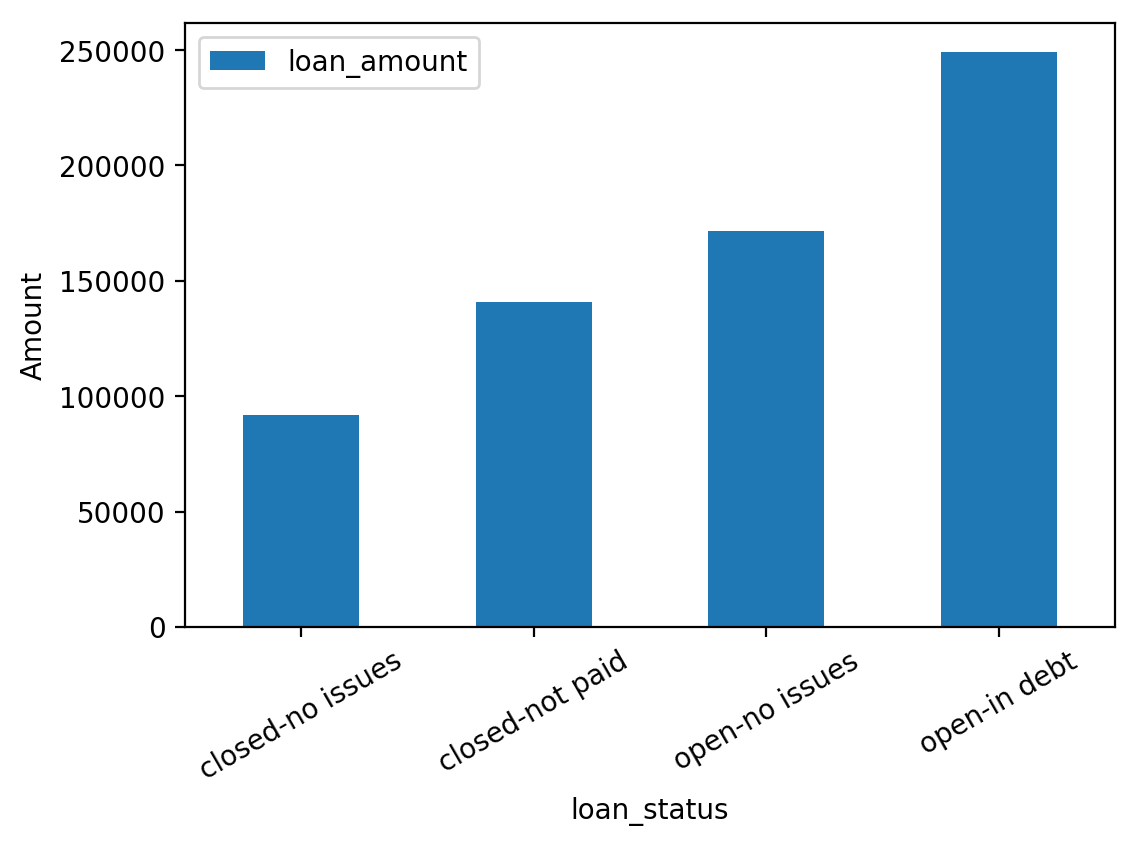 loan_amount
Amount
250000
200000
150000
100000
50000
0
closed-no issues
closed-not paid
open-no issues
open-in debt
loan_status